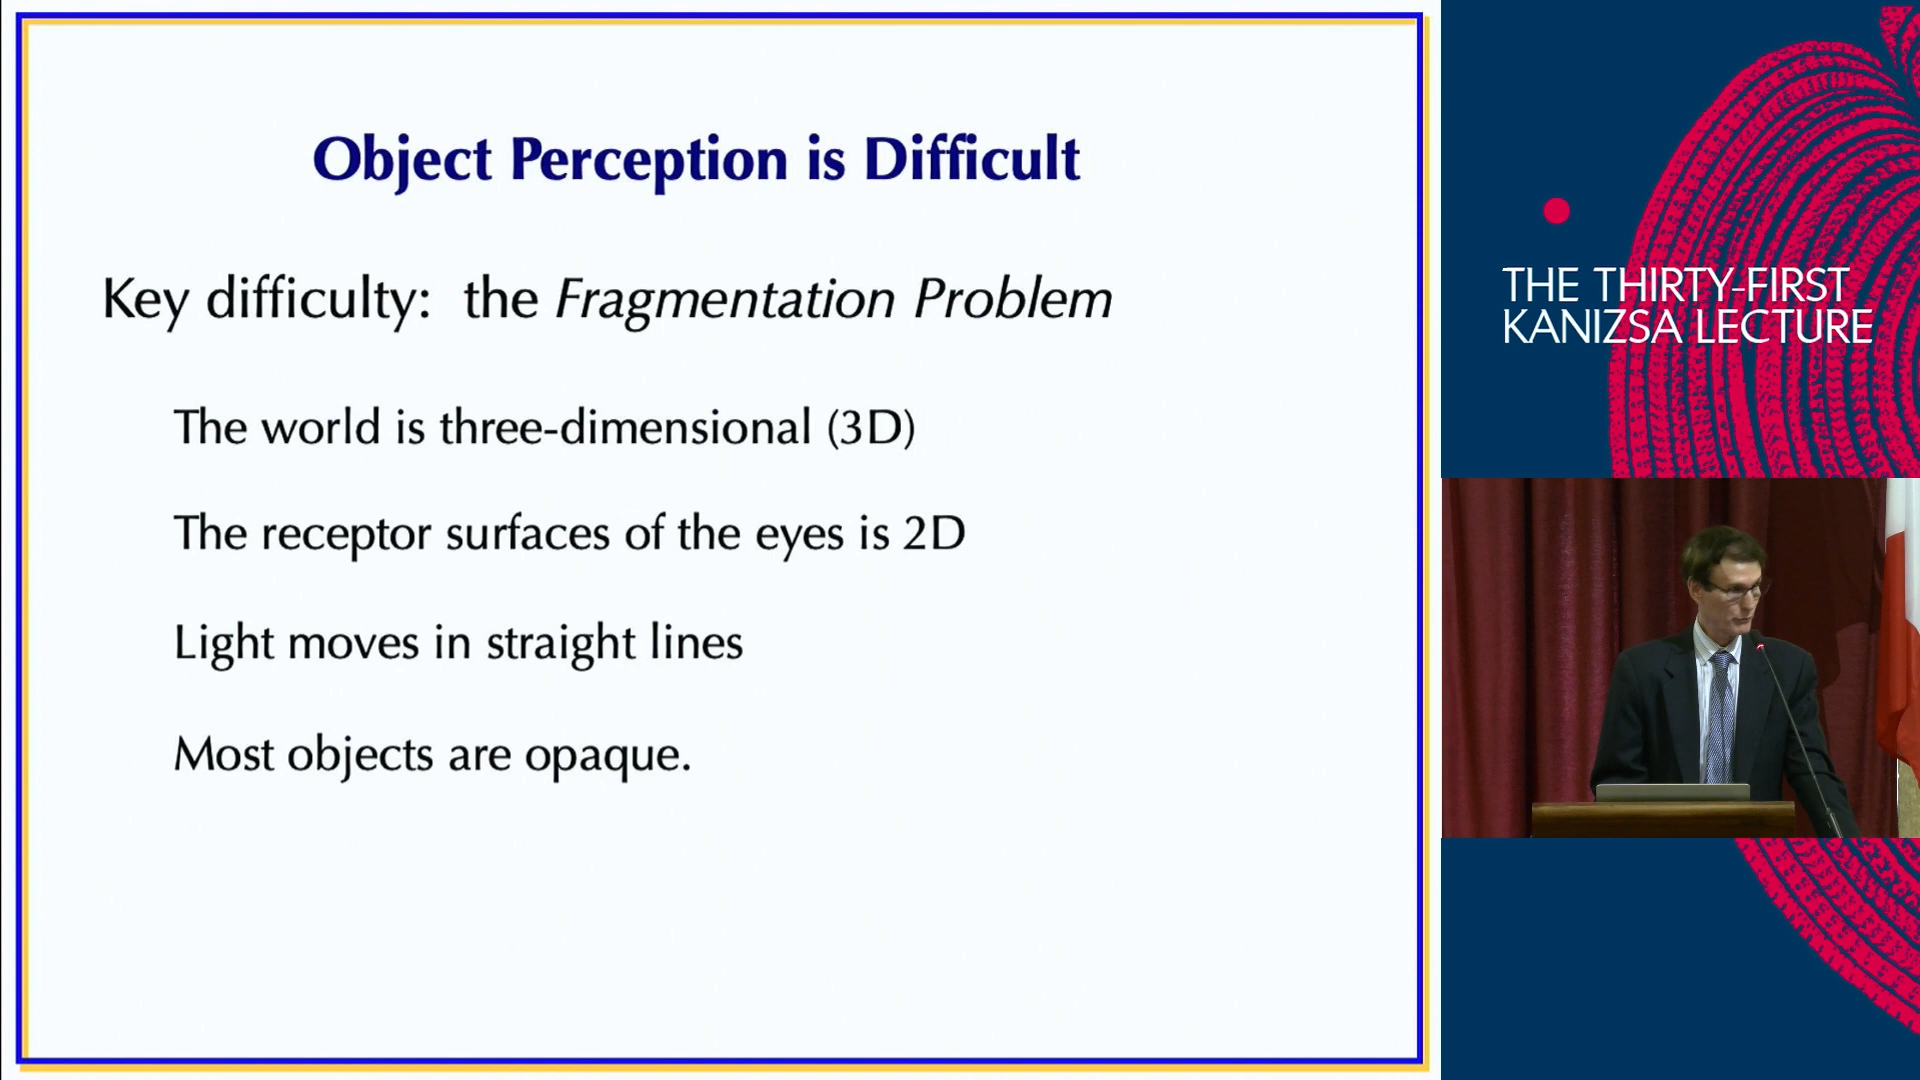 Object Perception is Difficult
Key difficulty: the Fragmentation Problem
The world is three-dimensional (3D)
The receptor surfaces of the eyes is 2D
Light moves in straight lines
Most objects are opaque.
THE THIRTY-FIRST
KANIZSA LECTURE